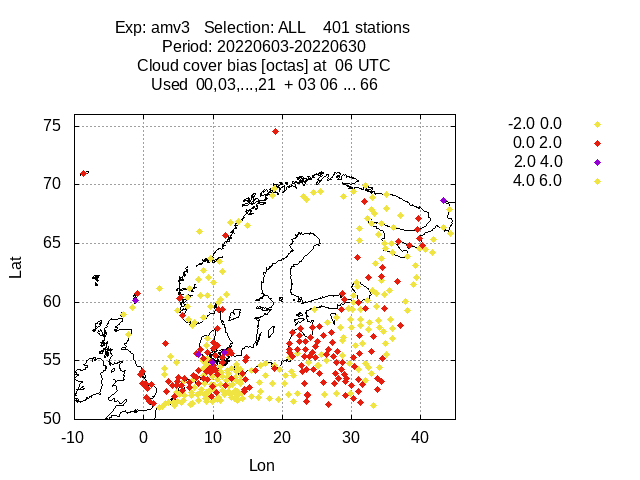 Exp: amv3 Selection: ALL 401 stations
Period: 20220603-20220630
Cloud cover bias [octas] at 06 UTC
Used 00,03,...,21 + 03 06 ... 66
-2.0 0.0
0.0 2.0
2.0 4.0
4.0 6.0
75
70
65
60
55
50
Lat
-10 0 10 20 30 40
Lon